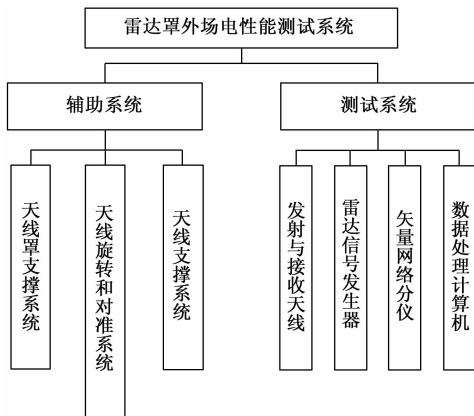 雷达罩外场电性能测试系统
辅助系统
测试系统
天线罩支撑系统
天线旋转和对准系统
天线支撑系统
发射与接收天线
雷达信号发生器
矢量网络分仪
数据处理计算机